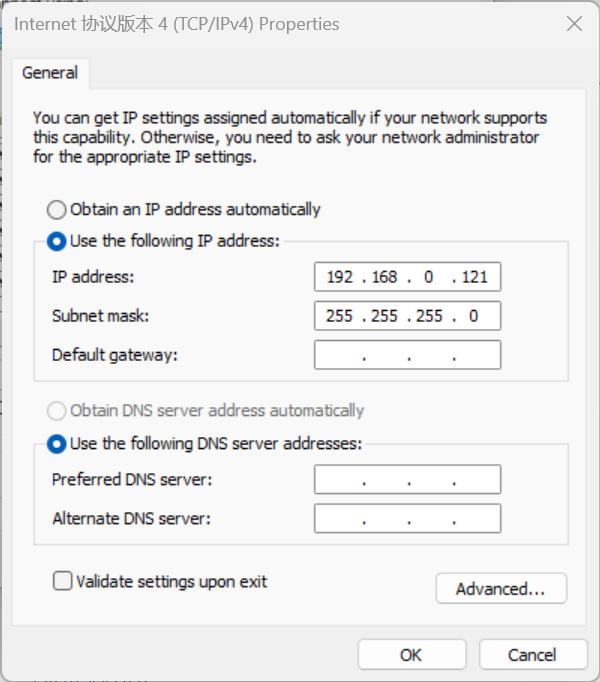 Internet 协议版本 4 (TCP/IPv4) Properties
General
You can get IP settings assigned automatically if your network supports
this capability. Otherwise, you need to ask your network administrator
for the appropriate IP settings.
Obtain an IP address automatically
Use the following IP address:
IP address: 192 . 168 . 0 . 121
Subnet mask: 255 . 255 . 255 . 0
Default gateway: . . .
Obtain DNS server address automatically
Use the following DNS server addresses:
Preferred DNS server: . . .
Alternate DNS server: . . .
Validate settings upon exit
Advanced...
OK Cancel